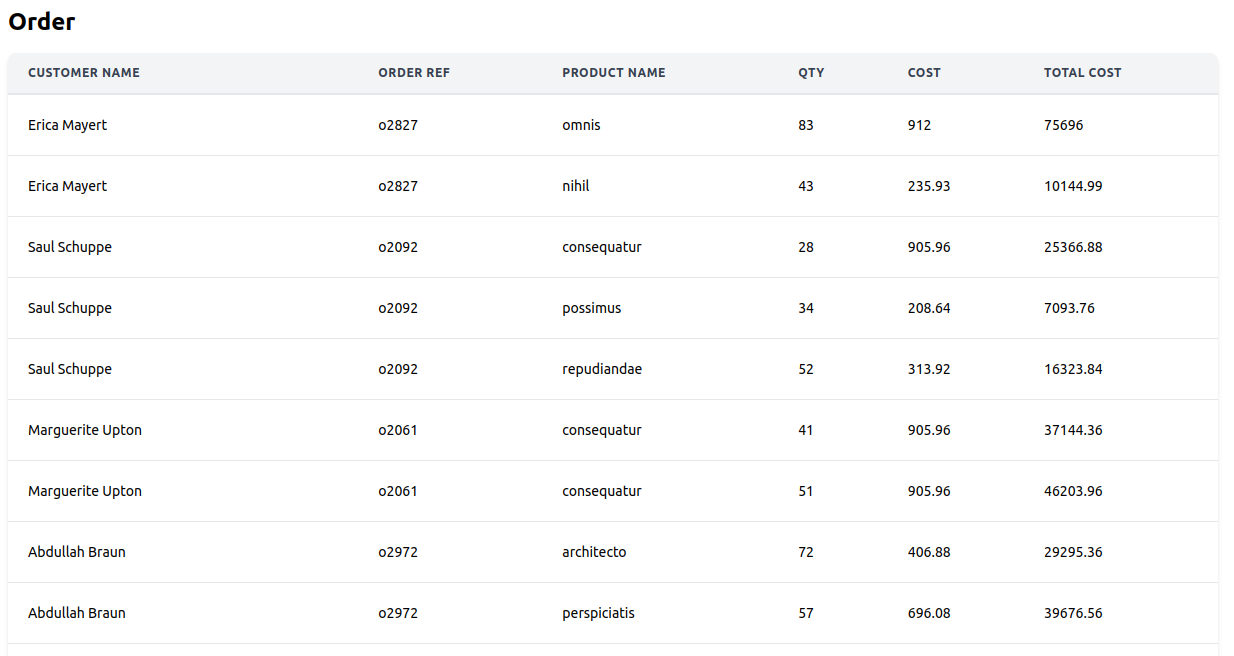 Order
CUSTOMER NAME ORDER REF PRODUCT NAME QTY COST TOTAL COST
Erica Mayert o2827 omnis 83 912 75696
Erica Mayert o2827 nihil 43 235.93 10144.99
Saul Schuppe o2092 consequatur 28 905.96 25366.88
Saul Schuppe o2092 possimus 34 208.64 7093.76
Saul Schuppe o2092 repudiandae 52 313.92 16323.84
Marguerite Upton o2061 consequatur 41 905.96 37144.36
Marguerite Upton o2061 consequatur 51 905.96 46203.96
Abdullah Braun o2972 architecto 72 406.88 29295.36
Abdullah Braun o2972 perspiciatis 57 696.08 39676.56